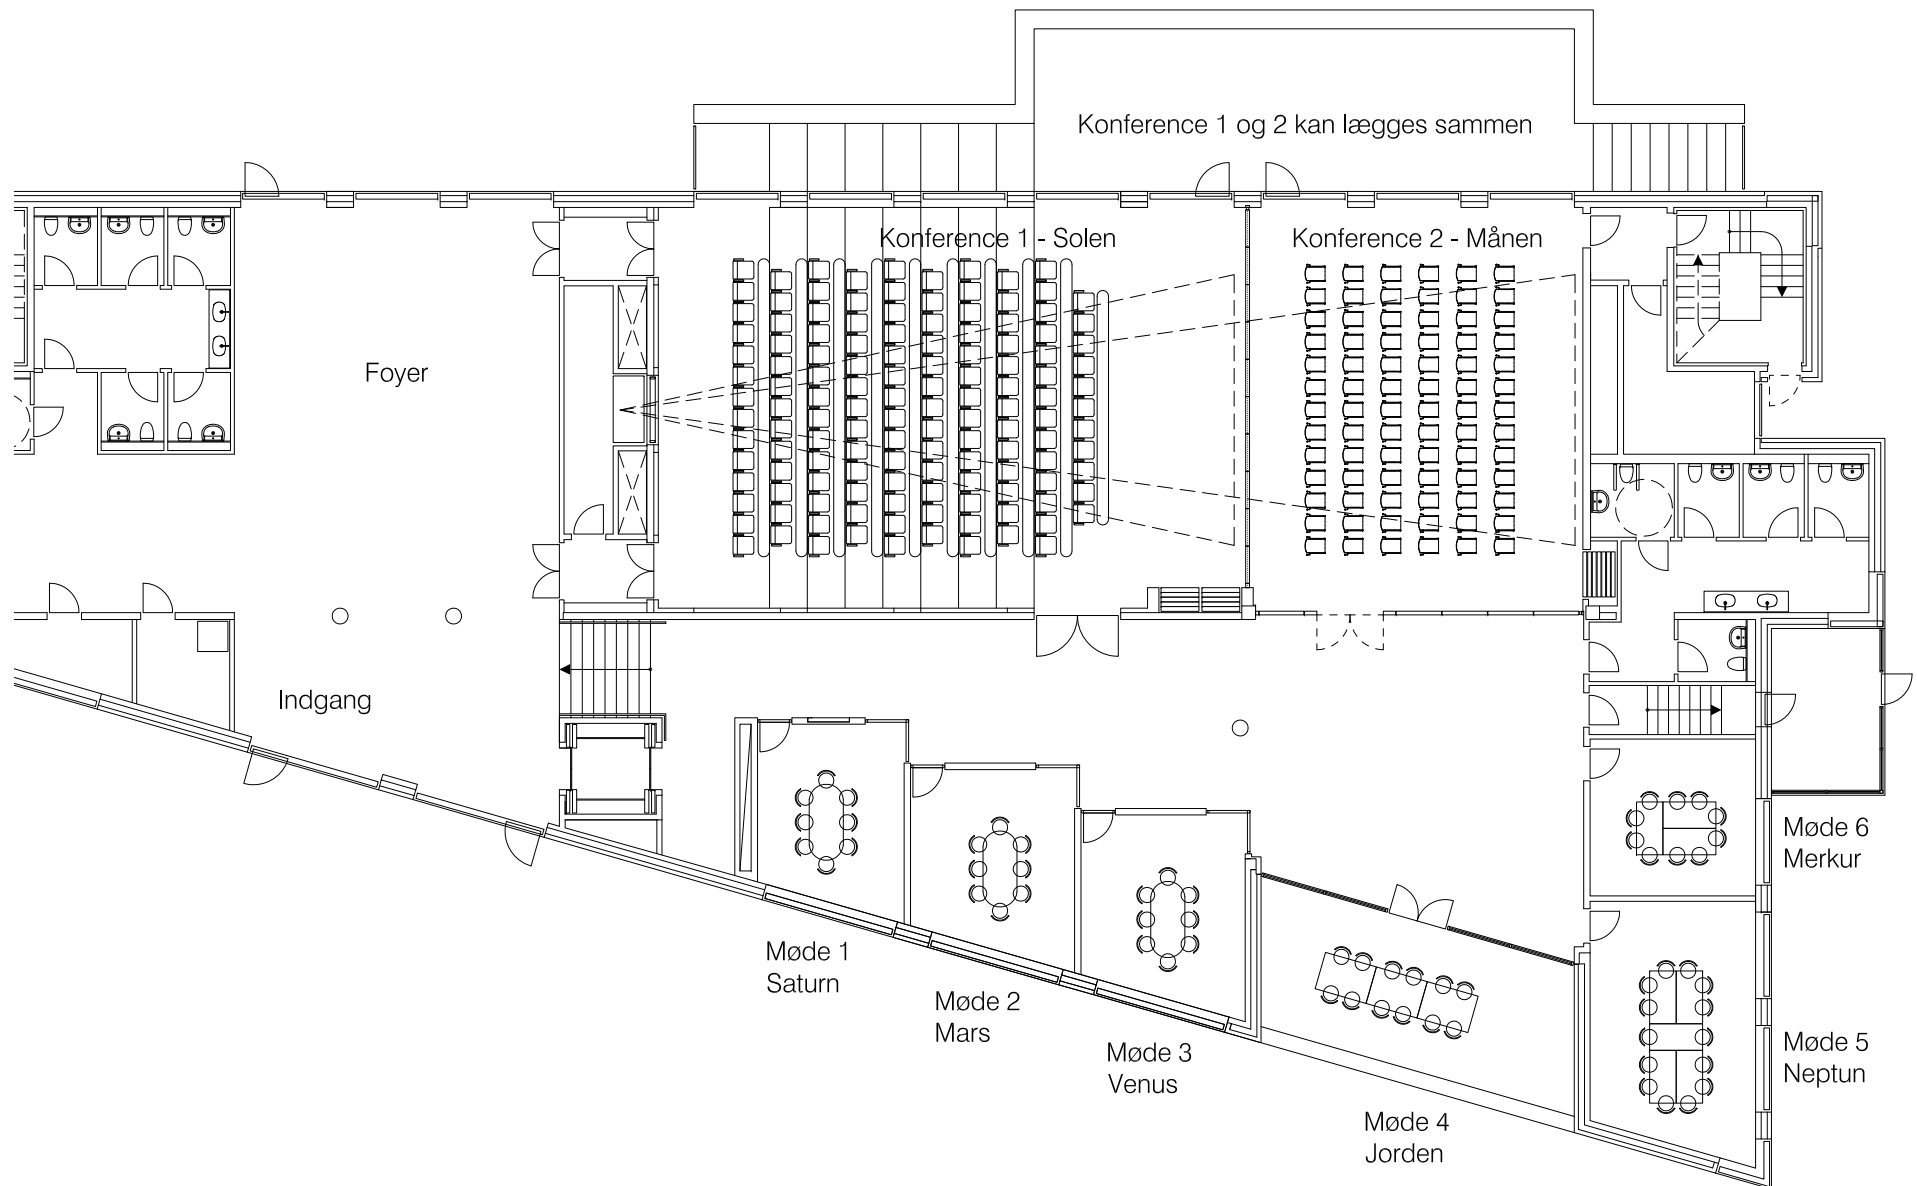 Konference 1 og 2 kan lægges sammen
Konference 1 - Solen
Konference 2 - Månen
Foyer
Indgang
Møde 1
Saturn
Møde 2
Mars
Møde 3
Venus
Møde 4
Jorden
Møde 5
Neptun
Møde 6
Merkur